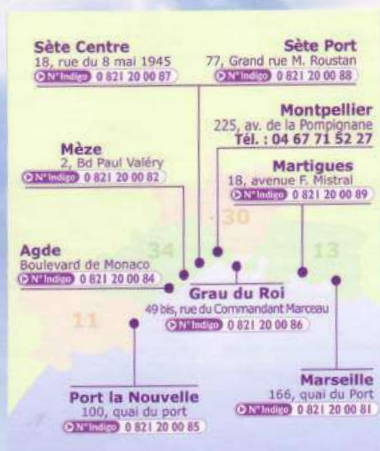 Sète Centre
18, rue du 8 mai 1945
N° Indigo 0 821 20 00 87
Sète Port
77, Grand rue M. Roustan
N° Indigo 0 821 20 00 88
Montpellier
225, av. de la Pompignane
Tél. : 04 67 71 52 27
Mèze
2, Bd Paul Valéry
N° Indigo 0 821 20 00 82
Martigues
18, avenue F. Mistral
N° Indigo 0 821 20 00 89
30
34
13
Agde
Boulevard de Monaco
N° Indigo 0 821 20 00 84
Grau du Roi
49 bis, rue du Commandant Marceau
N° Indigo 0 821 20 00 86
11
Port la Nouvelle
100, quai du port
N° Indigo 0 821 20 00 85
Marseille
166, quai du Port
N° Indigo 0 821 20 00 81